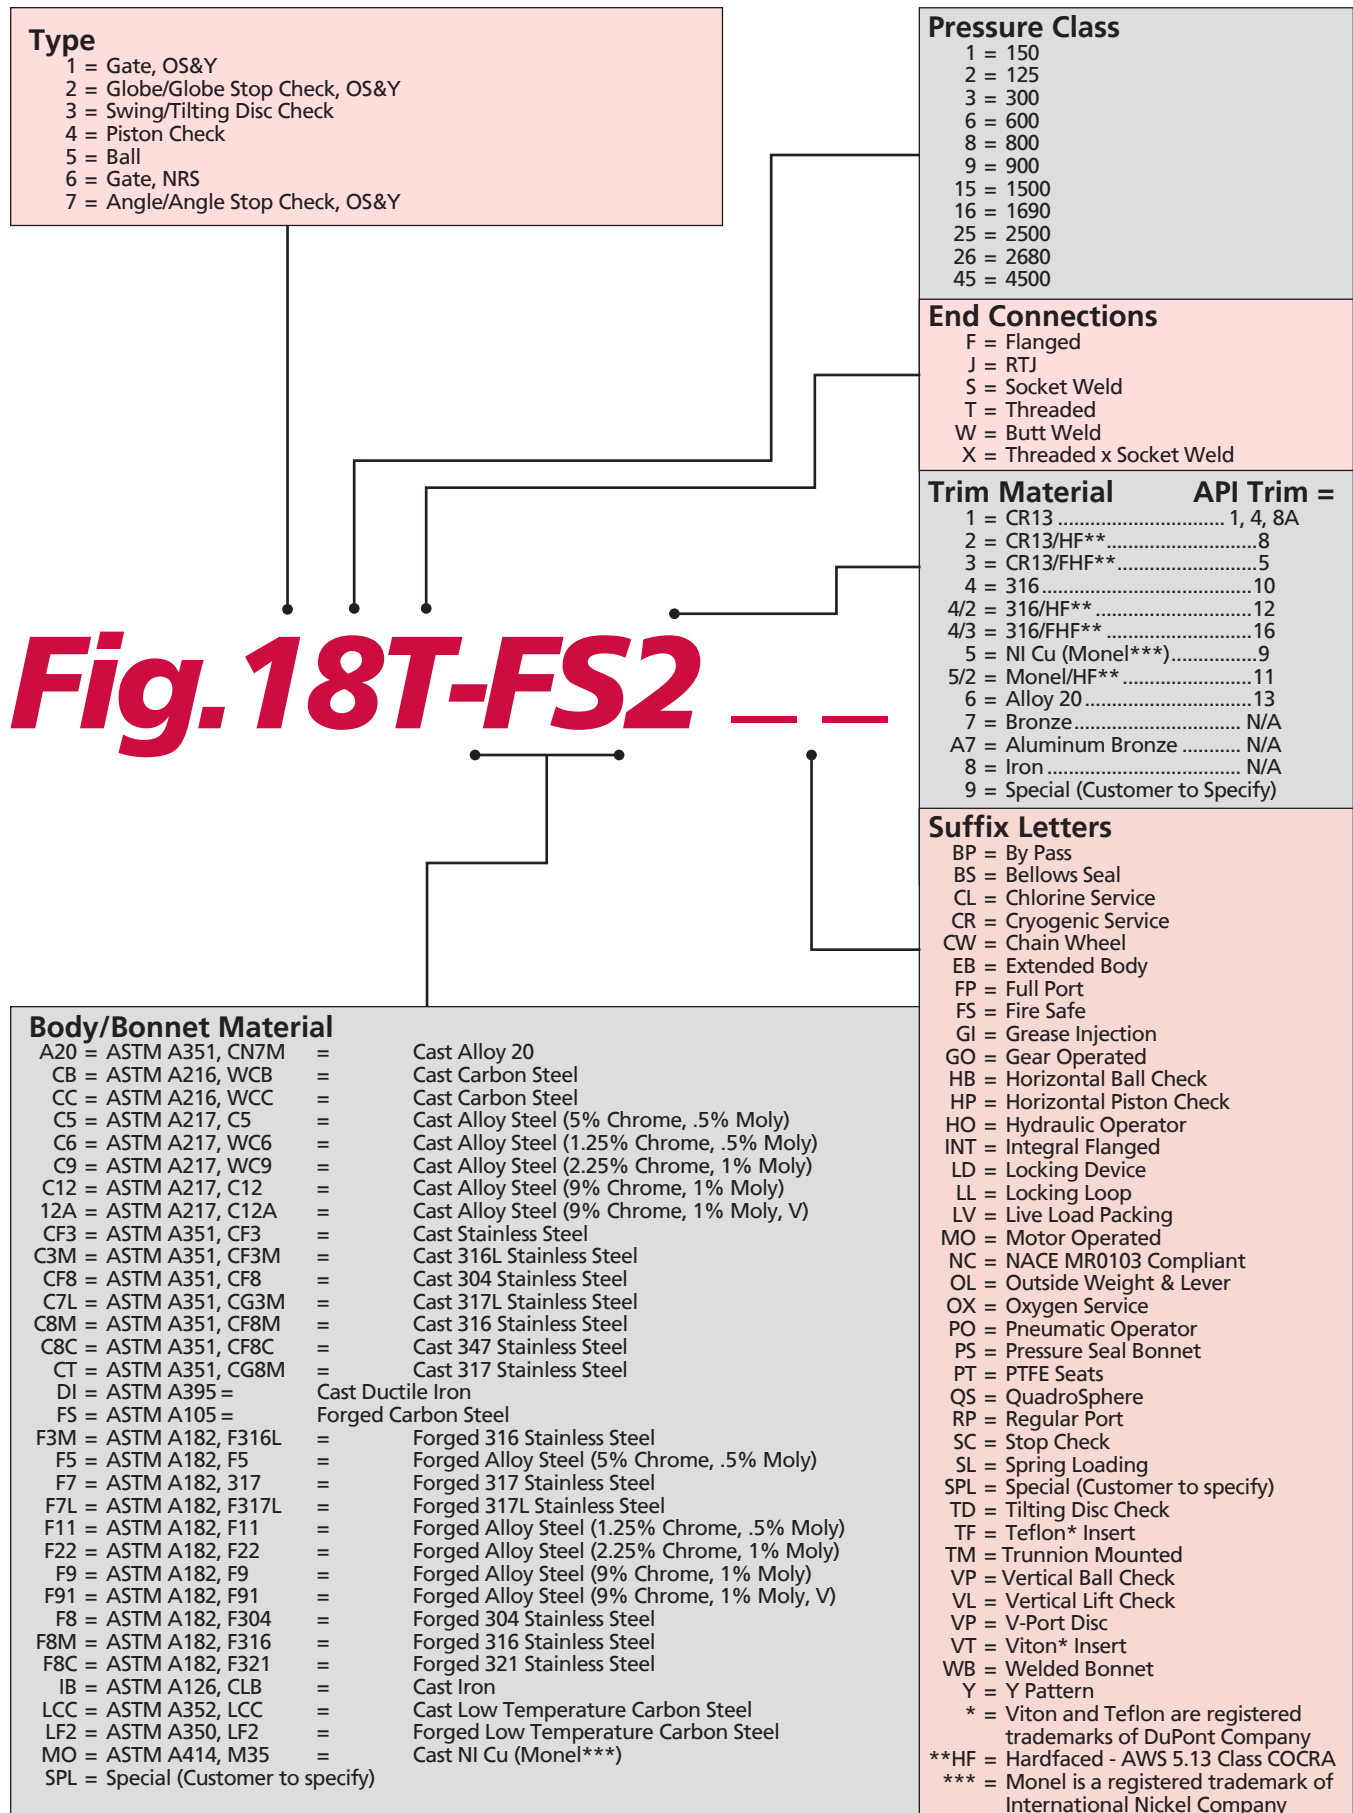 Type
1 = Gate, OS&Y
2 = Globe/Globe Stop Check, OS&Y
3 = Swing/Tilting Disc Check
4 = Piston Check
5 = Ball
6 = Gate, NRS
7 = Angle/Angle Stop Check, OS&Y
Pressure Class
1 = 150
2 = 125
3 = 300
6 = 600
8 = 800
9 = 900
15 = 1500
16 = 1690
25 = 2500
26 = 2680
45 = 4500
End Connections
F = Flanged
J = RTJ
S = Socket Weld
T = Threaded
W = Butt Weld
X = Threaded x Socket Weld
Trim Material API Trim =
1 = CR13 ............................... 1, 4, 8A
2 = CR13/HF**............................8
3 = CR13/FHF**..........................5
4 = 316.......................................10
4/2 = 316/HF** .............................12
4/3 = 316/FHF** ...........................16
5 = NI Cu (Monel***)................9
5/2 = Monel/HF** ........................11
6 = Alloy 20...............................13
7 = Bronze............................... N/A
A7 = Aluminum Bronze ........... N/A
8 = Iron .................................... N/A
9 = Special (Customer to Specify)
Fig.18T-FS2 _ _
Suffix Letters
BP = By Pass
BS = Bellows Seal
CL = Chlorine Service
CR = Cryogenic Service
CW = Chain Wheel
EB = Extended Body
FP = Full Port
FS = Fire Safe
GI = Grease Injection
GO = Gear Operated
HB = Horizontal Ball Check
HP = Horizontal Piston Check
HO = Hydraulic Operator
INT = Integral Flanged
LD = Locking Device
LL = Locking Loop
LV = Live Load Packing
MO = Motor Operated
NC = NACE MR0103 Compliant
OL = Outside Weight & Lever
OX = Oxygen Service
PO = Pneumatic Operator
PS = Pressure Seal Bonnet
PT = PTFE Seats
QS = QuadroSphere
RP = Regular Port
SC = Stop Check
SL = Spring Loading
SPL = Special (Customer to specify)
TD = Tilting Disc Check
TF = Teflon* Insert
TM = Trunnion Mounted
VP = Vertical Ball Check
VL = Vertical Lift Check
VP = V-Port Disc
VT = Viton* Insert
WB = Welded Bonnet
Y = Y Pattern
* = Viton and Teflon are registered
trademarks of DuPont Company
**HF = Hardfaced - AWS 5.13 Class COCRA
*** = Monel is a registered trademark of
International Nickel Company
Body/Bonnet Material
A20 = ASTM A351, CN7M = Cast Alloy 20
CB = ASTM A216, WCB = Cast Carbon Steel
CC = ASTM A216, WCC = Cast Carbon Steel
C5 = ASTM A217, C5 = Cast Alloy Steel (5% Chrome, .5% Moly)
C6 = ASTM A217, WC6 = Cast Alloy Steel (1.25% Chrome, .5% Moly)
C9 = ASTM A217, WC9 = Cast Alloy Steel (2.25% Chrome, 1% Moly)
C12 = ASTM A217, C12 = Cast Alloy Steel (9% Chrome, 1% Moly)
12A = ASTM A217, C12A = Cast Alloy Steel (9% Chrome, 1% Moly, V)
CF3 = ASTM A351, CF3 = Cast Stainless Steel
C3M = ASTM A351, CF3M = Cast 316L Stainless Steel
CF8 = ASTM A351, CF8 = Cast 304 Stainless Steel
C7L = ASTM A351, CG3M = Cast 317L Stainless Steel
C8M = ASTM A351, CF8M = Cast 316 Stainless Steel
C8C = ASTM A351, CF8C = Cast 347 Stainless Steel
CT = ASTM A351, CG8M = Cast 317 Stainless Steel
DI = ASTM A395 = Cast Ductile Iron
FS = ASTM A105 = Forged Carbon Steel
F3M = ASTM A182, F316L = Forged 316 Stainless Steel
F5 = ASTM A182, F5 = Forged Alloy Steel (5% Chrome, .5% Moly)
F7 = ASTM A182, 317 = Forged 317 Stainless Steel
F7L = ASTM A182, F317L = Forged 317L Stainless Steel
F11 = ASTM A182, F11 = Forged Alloy Steel (1.25% Chrome, .5% Moly)
F22 = ASTM A182, F22 = Forged Alloy Steel (2.25% Chrome, 1% Moly)
F9 = ASTM A182, F9 = Forged Alloy Steel (9% Chrome, 1% Moly)
F91 = ASTM A182, F91 = Forged Alloy Steel (9% Chrome, 1% Moly, V)
F8 = ASTM A182, F304 = Forged 304 Stainless Steel
F8M = ASTM A182, F316 = Forged 316 Stainless Steel
F8C = ASTM A182, F321 = Forged 321 Stainless Steel
IB = ASTM A126, CLB = Cast Iron
LCC = ASTM A352, LCC = Cast Low Temperature Carbon Steel
LF2 = ASTM A350, LF2 = Forged Low Temperature Carbon Steel
MO = ASTM A414, M35 = Cast NI Cu (Monel***)
SPL = Special (Customer to specify)